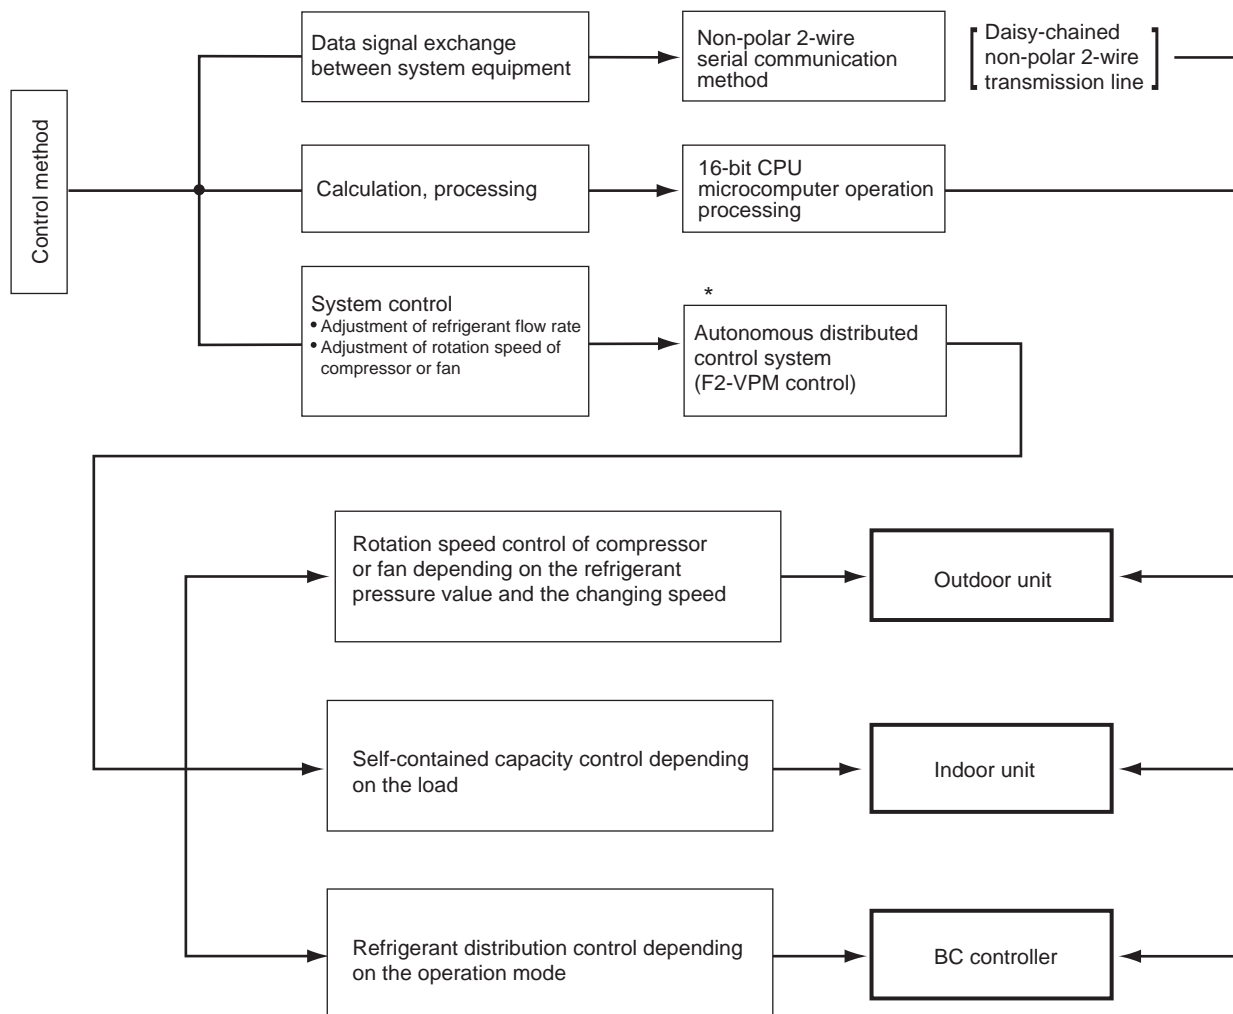 Control method
Data signal exchange
between system equipment
Non-polar 2-wire
serial communication
method
Daisy-chained
non-polar 2-wire
transmission line
Calculation, processing
16-bit CPU
microcomputer operation
processing
System control
• Adjustment of refrigerant flow rate
• Adjustment of rotation speed of
compressor or fan
*
Autonomous distributed
control system
(F2-VPM control)
Rotation speed control of compressor
or fan depending on the refrigerant
pressure value and the changing speed
Outdoor unit
Self-contained capacity control depending
on the load
Indoor unit
Refrigerant distribution control depending
on the operation mode
BC controller